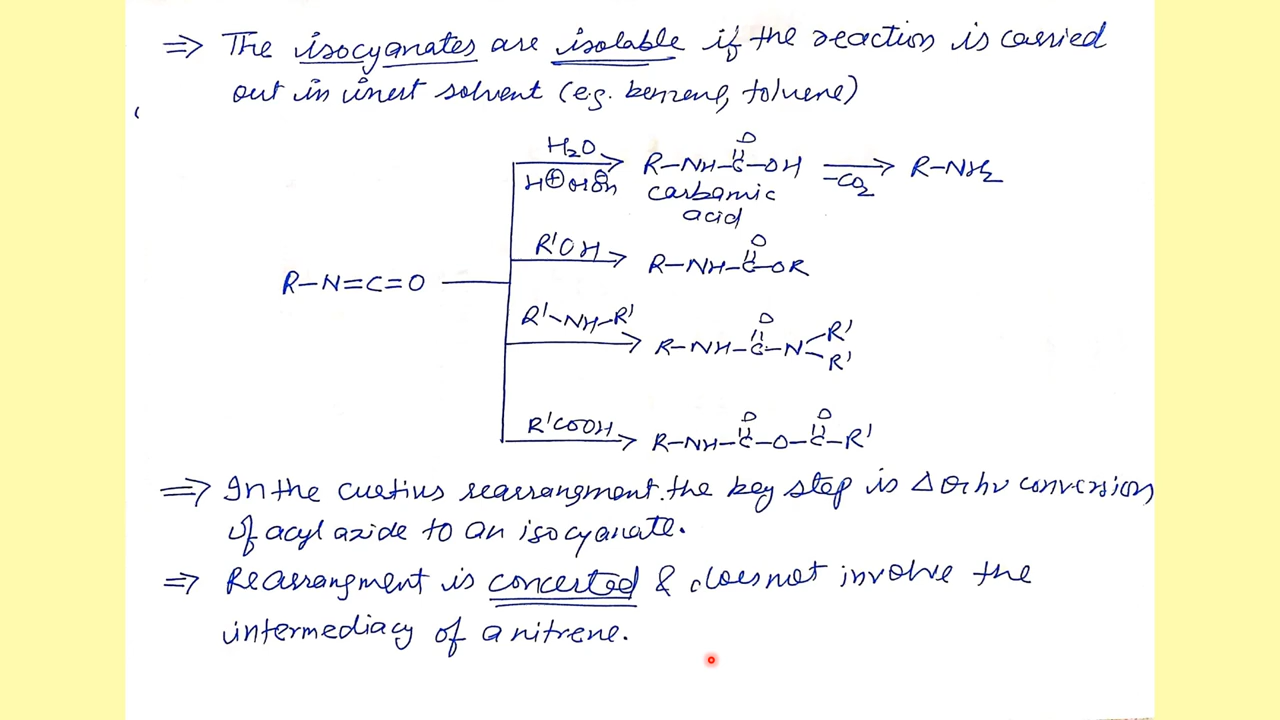 ⇒ The isocyanates are isolable if the reaction is carried
out in inert solvent (e.g. benzene, toluene)
H₂O
H⊕ or ⊖n
R-NH-C(=O)-OH
-CO₂
R-NH₂
carbamic
acid
R'OH
R-NH-C(=O)-OR
R-N=C=O
R'-NH-R'
R-NH-C(=O)-N(R')R'
R'COOH
R-NH-C(=O)-O-C(=O)-R'
⇒ In the curtius rearrangment. the key step is Δ or hν conversion
of acyl azide to an isocyanate.
⇒ Rearrangment is concerted & does not involve the
intermediacy of a nitrene.